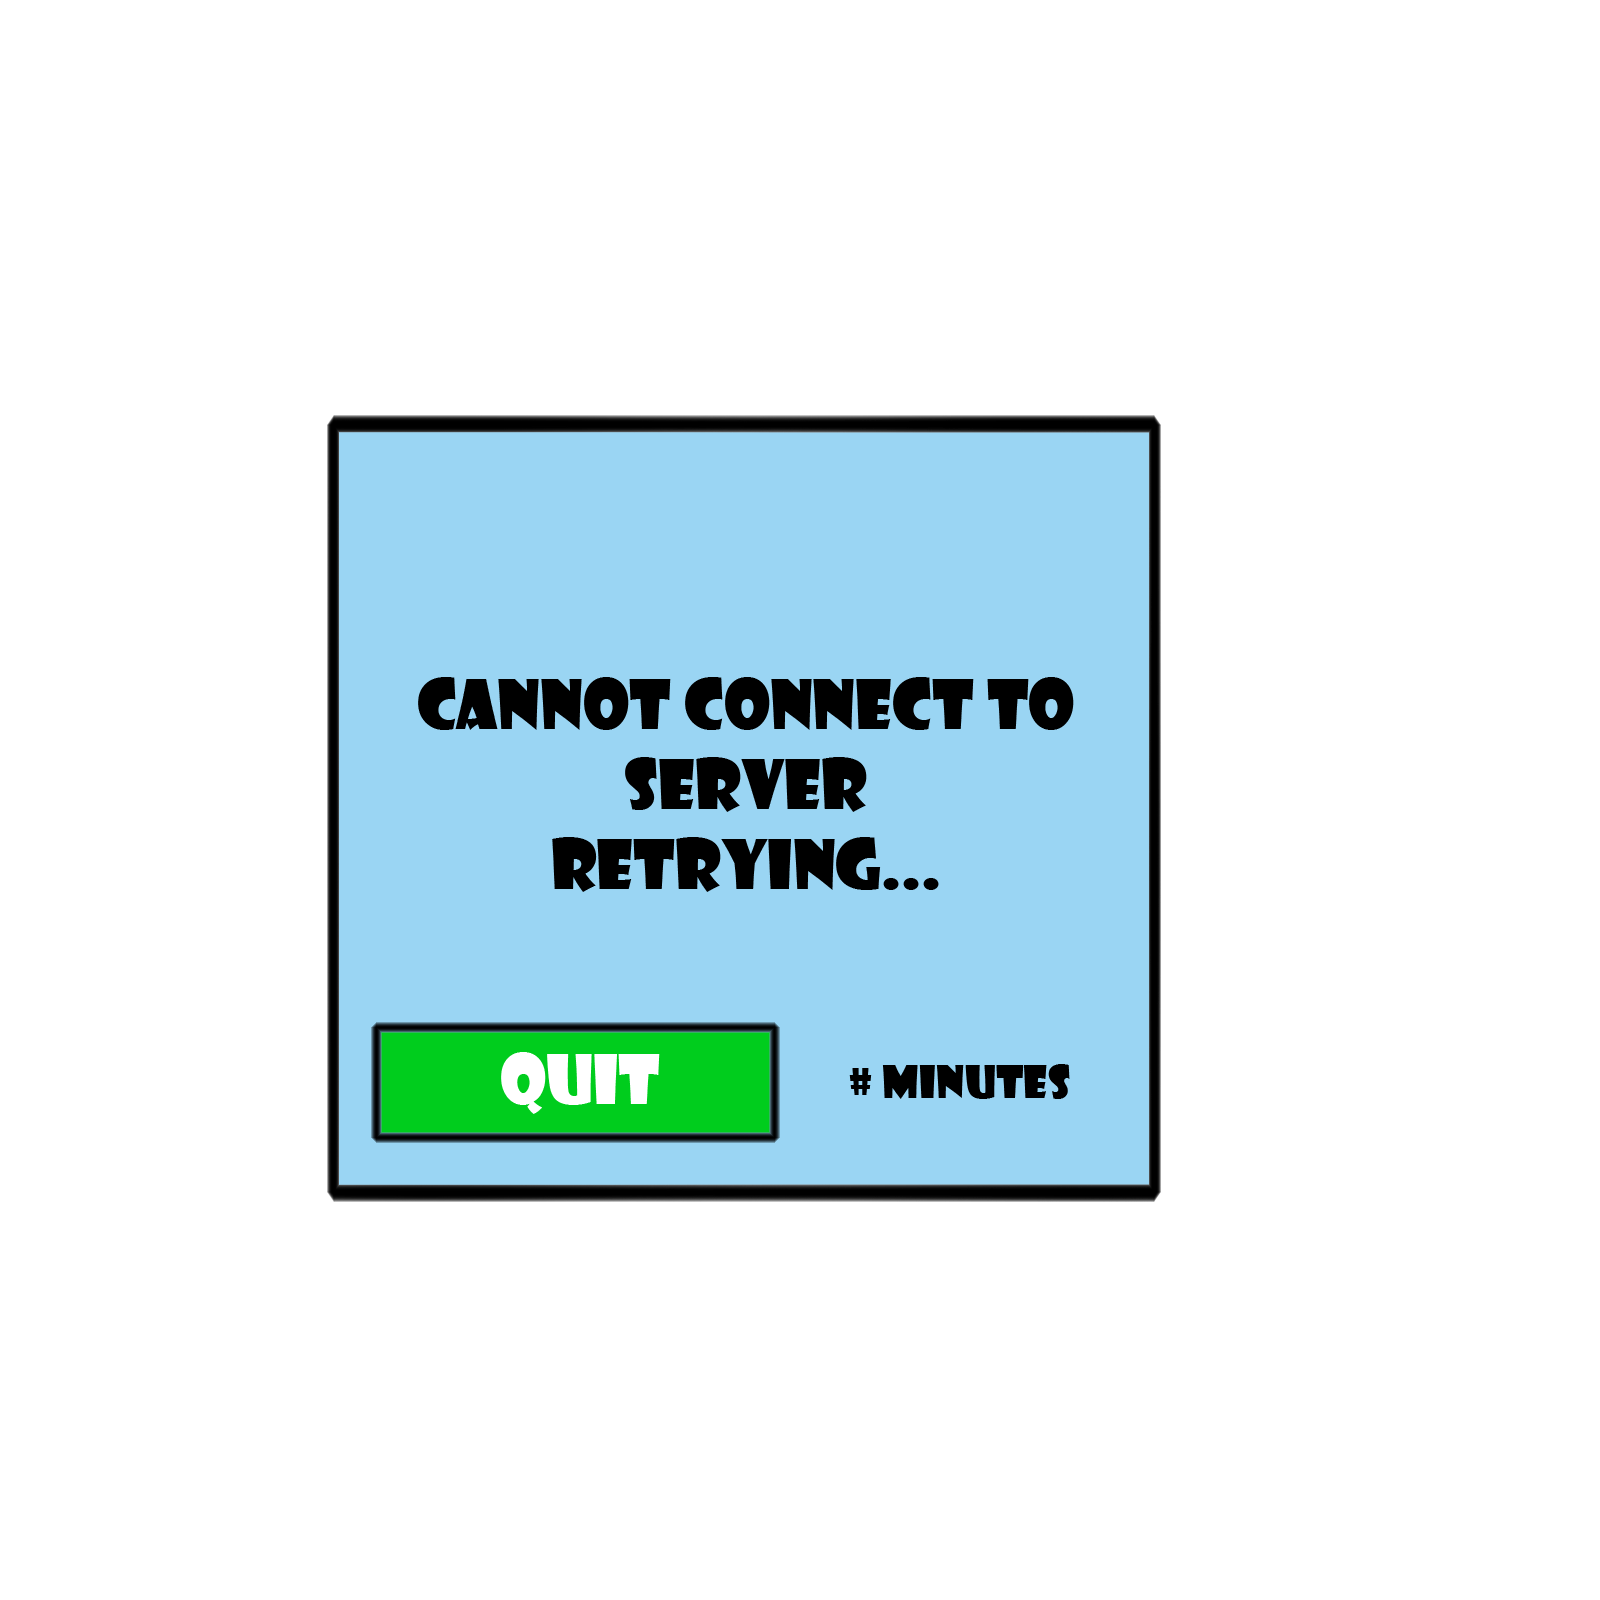 CANNOT CONNECT TO
SERVER
RETRYING...
QUIT
# MINUTES